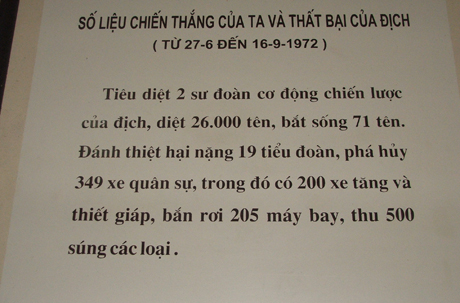 SỐ LIỆU CHIẾN THẮNG CỦA TA VÀ THẤT BẠI CỦA ĐỊCH
( TỪ 27-6 ĐẾN 16-9-1972 )
Tiêu diệt 2 sư đoàn cơ động chiến lược
của địch, diệt 26.000 tên, bắt sống 71 tên.
Đánh thiệt hại nặng 19 tiểu đoàn, phá hủy
349 xe quân sự, trong đó có 200 xe tăng và
thiết giáp, bắn rơi 205 máy bay, thu 500
súng các loại .